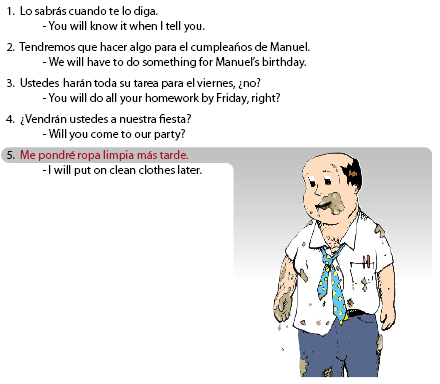 1. Lo sabrás cuando te lo diga.
- You will know it when I tell you.
2. Tendremos que hacer algo para el cumpleaños de Manuel.
- We will have to do something for Manuel's birthday.
3. Ustedes harán toda su tarea para el viernes, ¿no?
- You will do all your homework by Friday, right?
4. ¿Vendrán ustedes a nuestra fiesta?
- Will you come to our party?
5. Me pondré ropa limpia más tarde.
- I will put on clean clothes later.